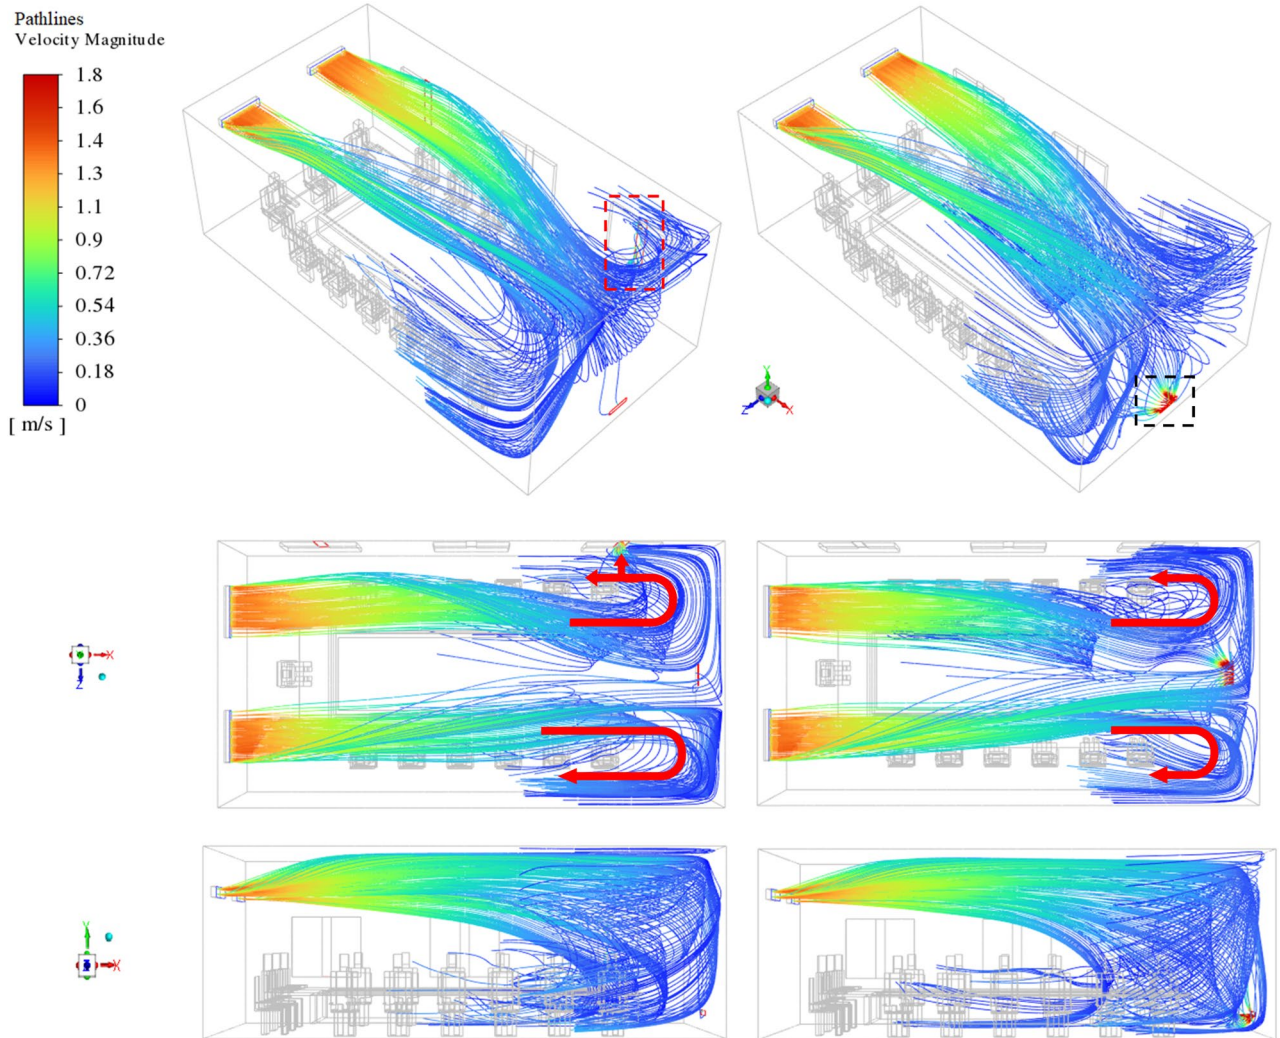 Pathlines
Velocity Magnitude
1.8
1.6
1.4
1.3
1.1
0.9
0.72
0.54
0.36
0.18
0
[ m/s ]
Y
Z
X
X
Z
Y
X